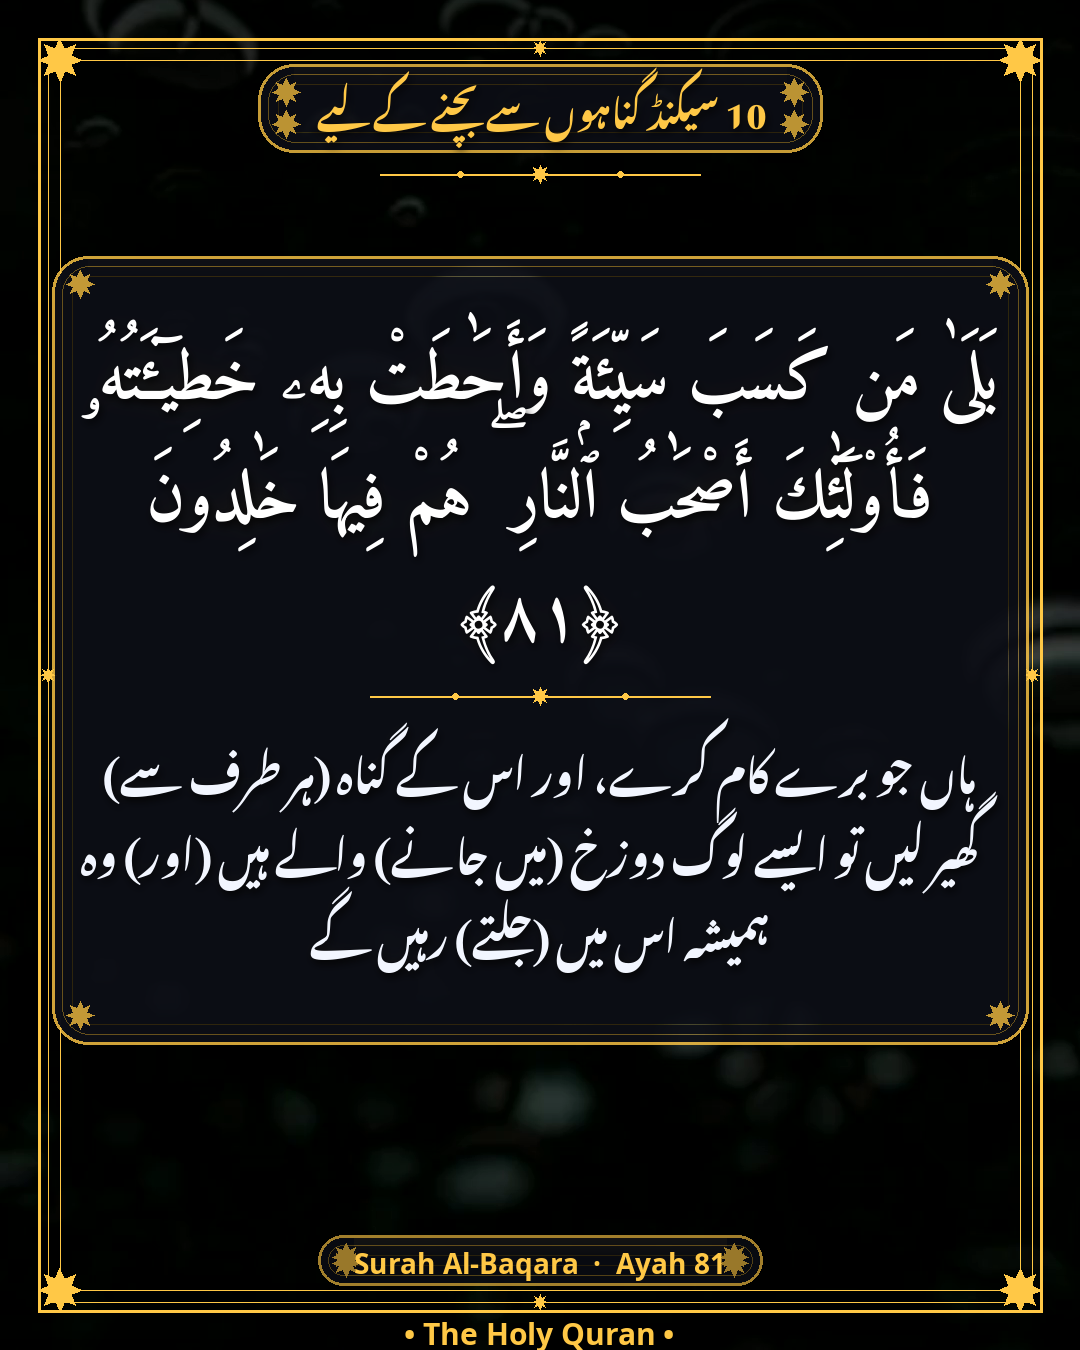 10 سیکنڈ گناہوں سے بچنے کے لیے
بَلَىٰ مَن كَسَبَ سَيِّئَةً وَأَحَٰطَتْ بِهِۦ خَطِيٓـَٔتُهُۥ
فَأُو۟لَٰٓئِكَ أَصْحَٰبُ ٱلنَّارِ ۖ هُمْ فِيهَا خَٰلِدُونَ
﴿٨١﴾
ہاں جو برے کام کرے، اور اس کے گناہ (ہر طرف سے)
گھیر لیں تو ایسے لوگ دوزخ (میں جانے) والے ہیں (اور) وہ
ہمیشہ اس میں (جلتے) رہیں گے
Surah Al-Baqara · Ayah 81
• The Holy Quran •